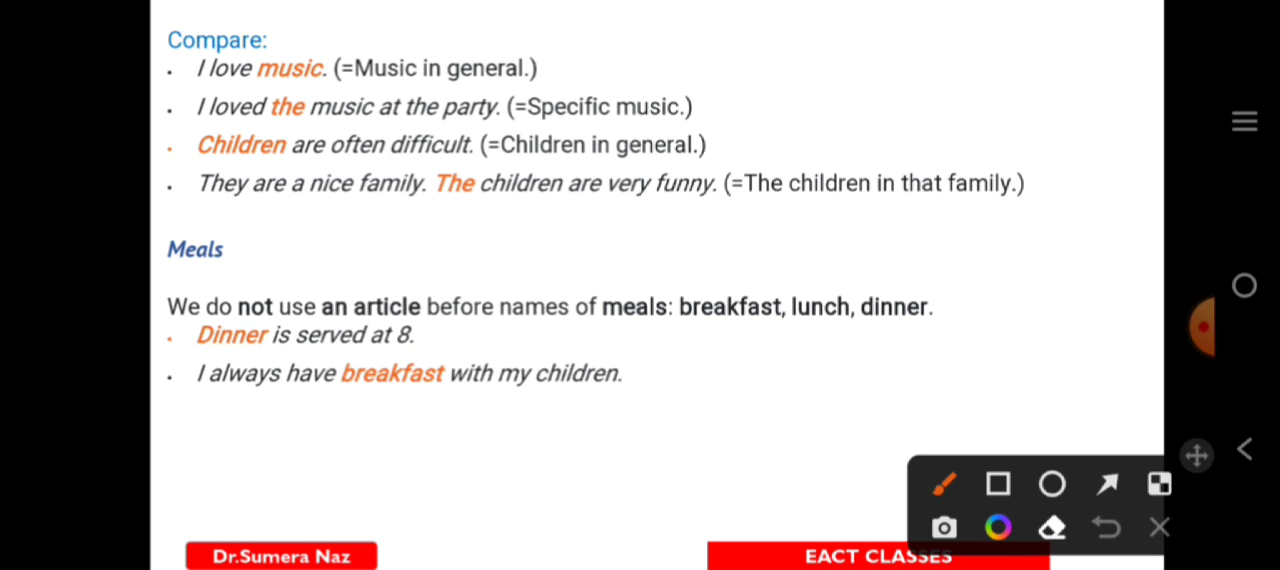 Compare:
• I love music. (=Music in general.)
• I loved the music at the party. (=Specific music.)
• Children are often difficult. (=Children in general.)
• They are a nice family. The children are very funny. (=The children in that family.)
Meals
We do not use an article before names of meals: breakfast, lunch, dinner.
• Dinner is served at 8.
• I always have breakfast with my children.
Dr.Sumera Naz
EACT CLASSES